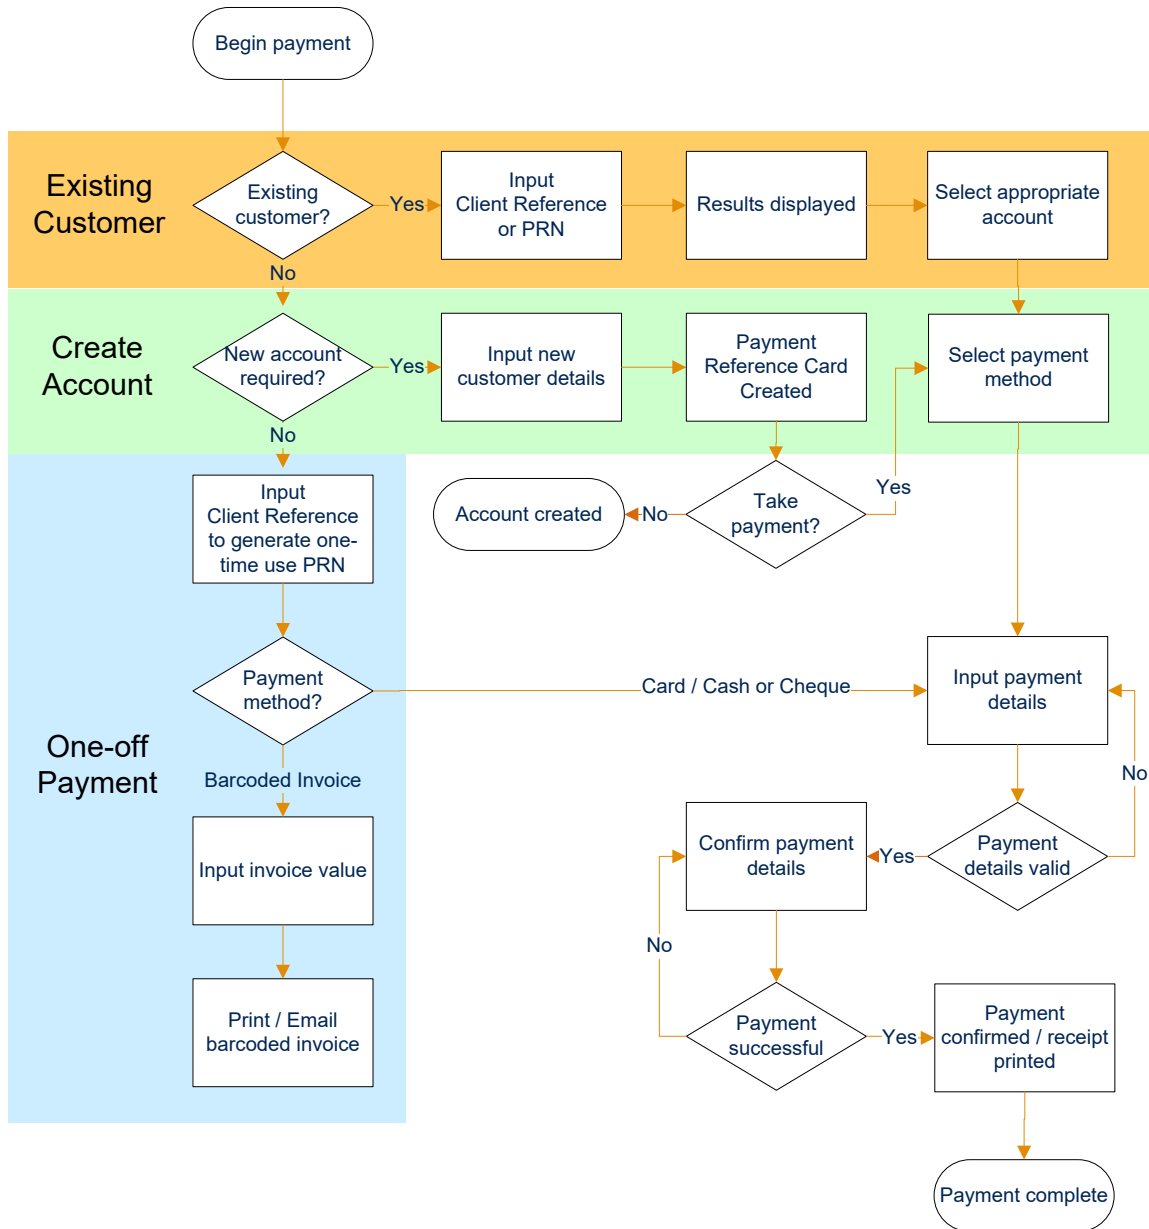 Begin payment
Existing
Customer
Existing
customer?
Yes
Input
Client Reference
or PRN
Results displayed
Select appropriate
account
No
Create
Account
New account
required?
Yes
Input new
customer details
Payment
Reference Card
Created
Select payment
method
No
Input
Client Reference
to generate one-
time use PRN
Account created
No
Take
payment?
Yes
One-off
Payment
Payment
method?
Card / Cash or Cheque
Input payment
details
Barcoded Invoice
No
Input invoice value
Confirm payment
details
Yes
Payment
details valid
No
Print / Email
barcoded invoice
Payment
successful
Yes
Payment
confirmed / receipt
printed
Payment complete